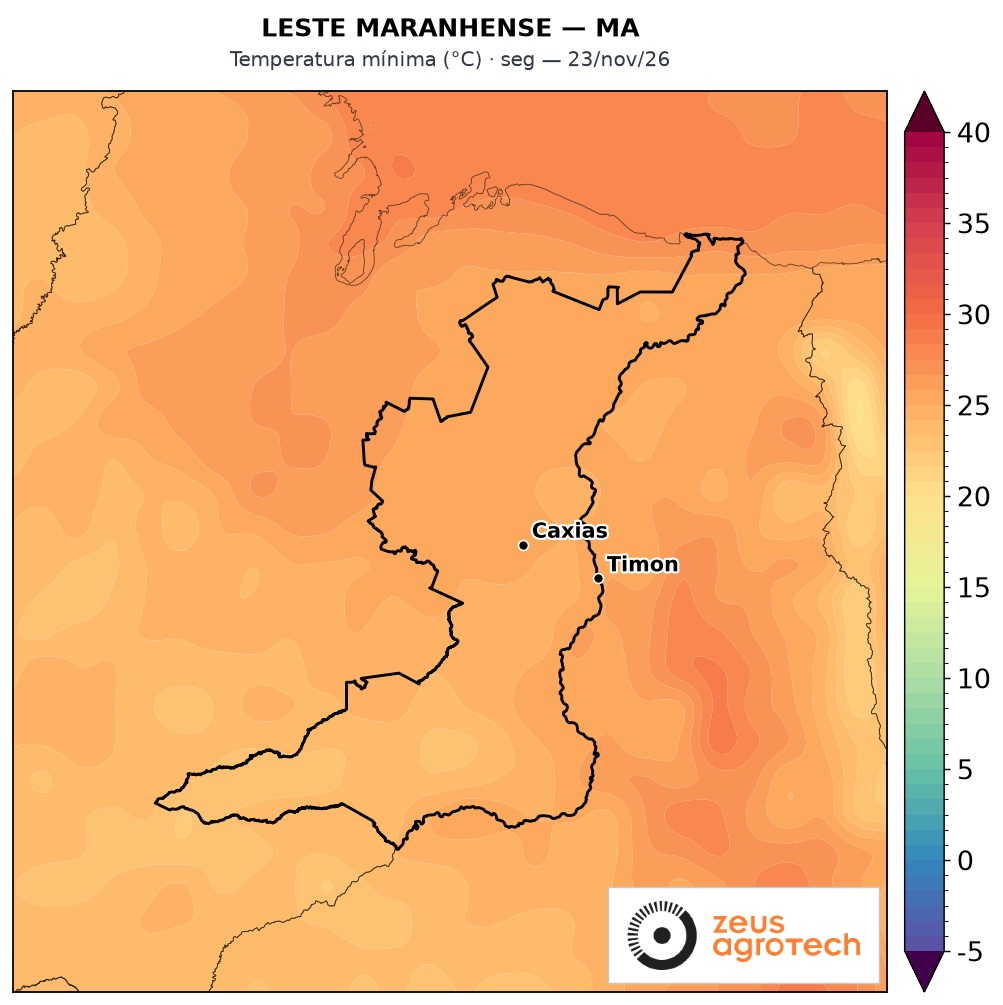 LESTE MARANHENSE — MA
Temperatura mínima (°C) · seg — 23/nov/26
40
35
30
25
20
15
10
5
0
-5
Caxias
Timon
zeus
agrotech